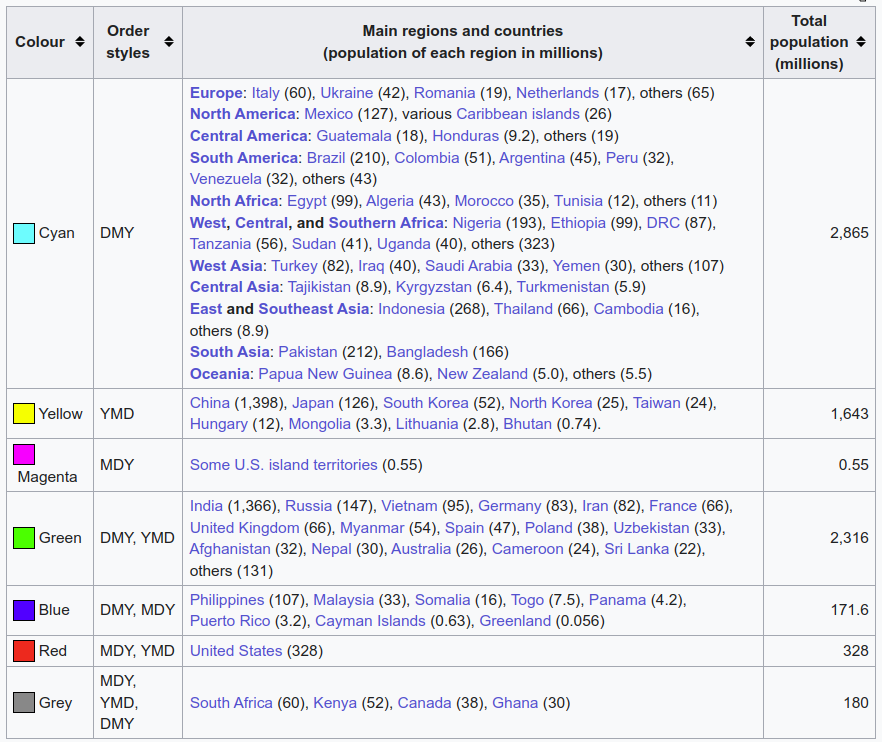 Colour
Order styles
Main regions and countries
(population of each region in millions)
Total population (millions)
Cyan
DMY
Europe: Italy (60), Ukraine (42), Romania (19), Netherlands (17), others (65)
North America: Mexico (127), various Caribbean islands (26)
Central America: Guatemala (18), Honduras (9.2), others (19)
South America: Brazil (210), Colombia (51), Argentina (45), Peru (32),
Venezuela (32), others (43)
North Africa: Egypt (99), Algeria (43), Morocco (35), Tunisia (12), others (11)
West, Central, and Southern Africa: Nigeria (193), Ethiopia (99), DRC (87),
Tanzania (56), Sudan (41), Uganda (40), others (323)
West Asia: Turkey (82), Iraq (40), Saudi Arabia (33), Yemen (30), others (107)
Central Asia: Tajikistan (8.9), Kyrgyzstan (6.4), Turkmenistan (5.9)
East and Southeast Asia: Indonesia (268), Thailand (66), Cambodia (16),
others (8.9)
South Asia: Pakistan (212), Bangladesh (166)
Oceania: Papua New Guinea (8.6), New Zealand (5.0), others (5.5)
2,865
Yellow
YMD
China (1,398), Japan (126), South Korea (52), North Korea (25), Taiwan (24),
Hungary (12), Mongolia (3.3), Lithuania (2.8), Bhutan (0.74).
1,643
Magenta
MDY
Some U.S. island territories (0.55)
0.55
Green
DMY, YMD
India (1,366), Russia (147), Vietnam (95), Germany (83), Iran (82), France (66),
United Kingdom (66), Myanmar (54), Spain (47), Poland (38), Uzbekistan (33),
Afghanistan (32), Nepal (30), Australia (26), Cameroon (24), Sri Lanka (22),
others (131)
2,316
Blue
DMY, MDY
Philippines (107), Malaysia (33), Somalia (16), Togo (7.5), Panama (4.2),
Puerto Rico (3.2), Cayman Islands (0.63), Greenland (0.056)
171.6
Red
MDY, YMD
United States (328)
328
Grey
MDY,
YMD,
DMY
South Africa (60), Kenya (52), Canada (38), Ghana (30)
180